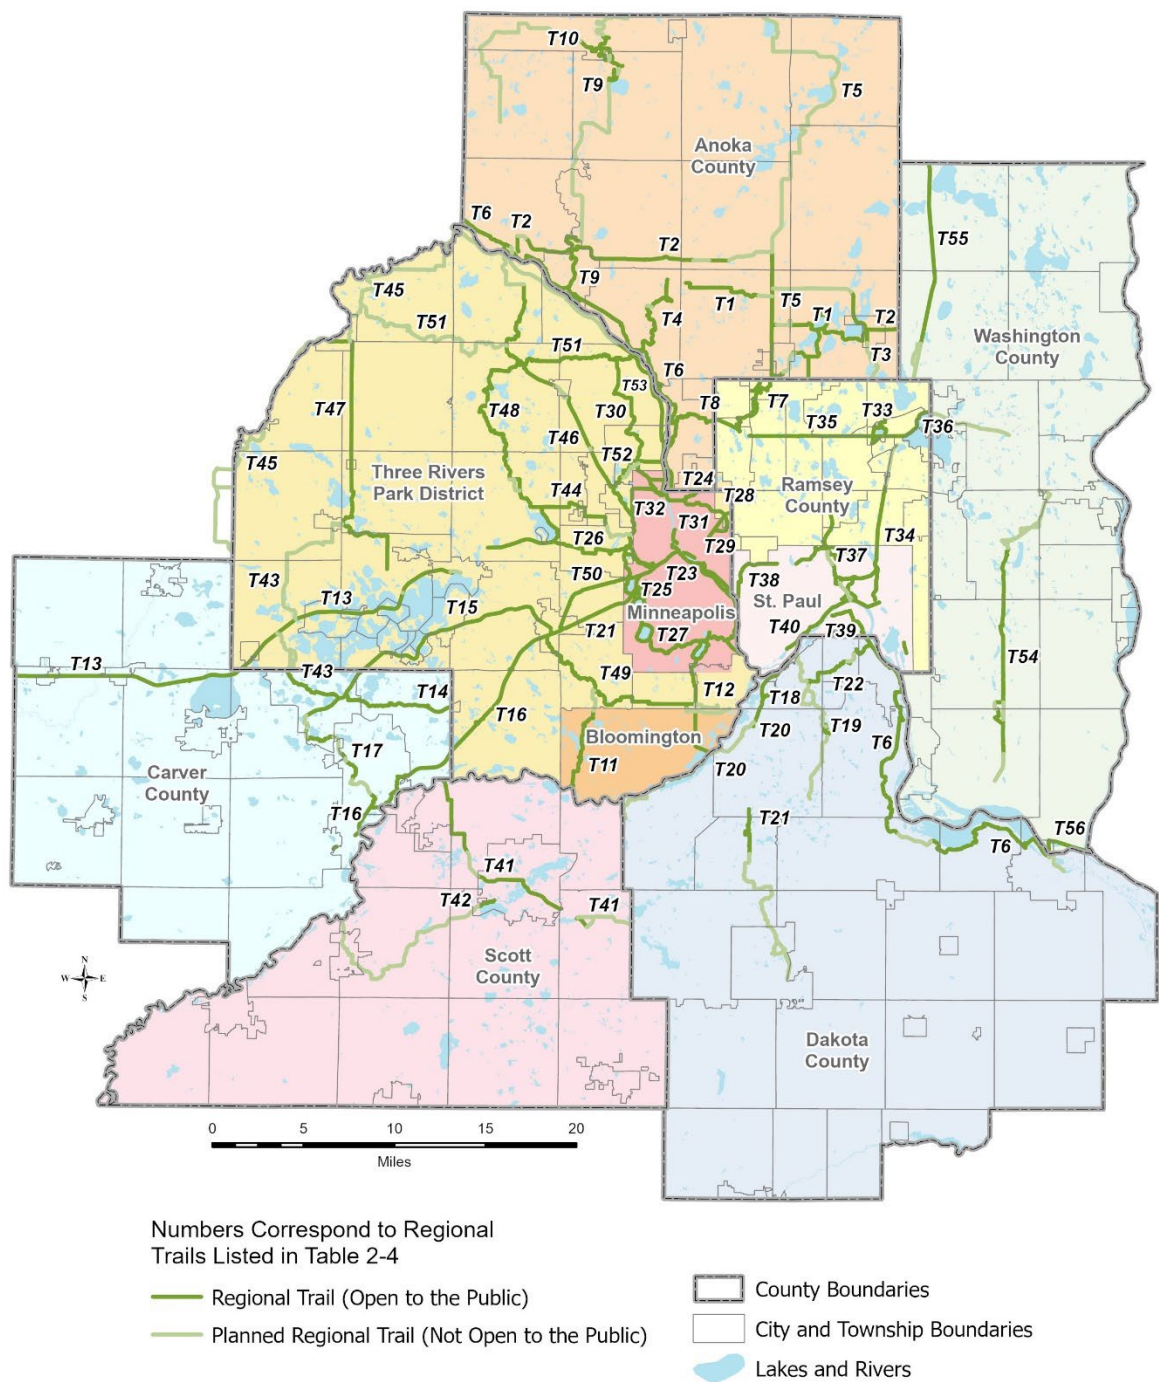 T10
T9
T5
Anoka
County
T6
T2
T2
T55
T9
T45
T1
T5
T1
T2
T51
T4
Washington
County
T51
T3
T6
T53
T47
T48
T30
T8
T7
T33
T35
T36
T46
T45
T52
Three Rivers
Park District
T24
Ramsey
County
T44
T28
T32
T31
T34
T26
T29
T37
T43
T50
T23
T38
T13
T25
St. Paul
T15
Minneapolis
T21
T27
T40
T39
T13
T43
T54
T49
T14
T12
T22
T18
T16
T20
T19
T6
Bloomington
T17
T11
T20
Carver
County
T16
T21
T56
T6
T41
T42
T41
Scott
County
N
W E
S
Dakota
County
0 5 10 15 20
Miles
Numbers Correspond to Regional
Trails Listed in Table 2-4
Regional Trail (Open to the Public)
Planned Regional Trail (Not Open to the Public)
County Boundaries
City and Township Boundaries
Lakes and Rivers